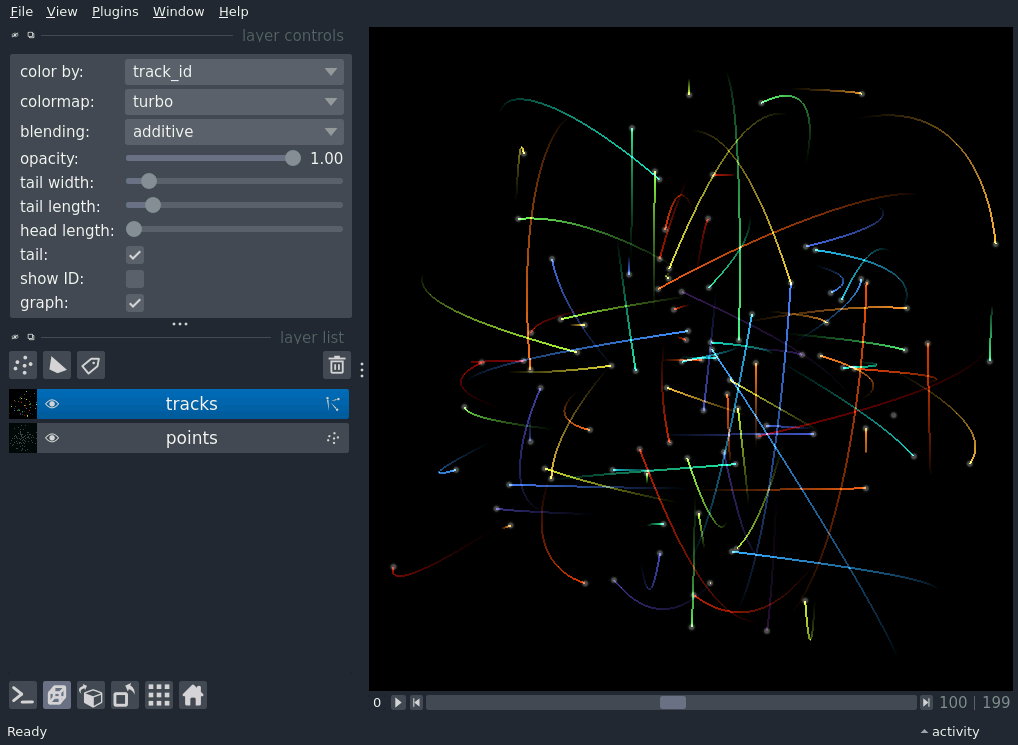 File View Plugins Window Help
layer controls
color by: track_id
colormap: turbo
blending: additive
opacity: 1.00
tail width:
tail length:
head length:
tail:
show ID:
graph:
layer list
tracks
points
0 100 | 199
Ready activity